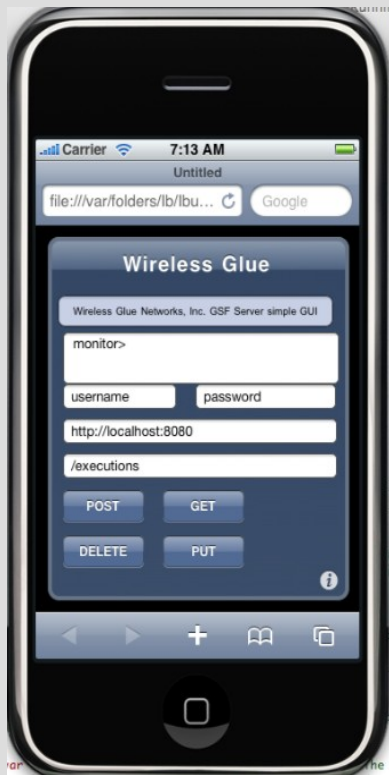 Carrier 7:13 AM
Untitled
file:///var/folders/lb/lbu... Google
Wireless Glue
Wireless Glue Networks, Inc. GSF Server simple GUI
monitor>
username password
http://localhost:8080
/executions
POST GET
DELETE PUT
i